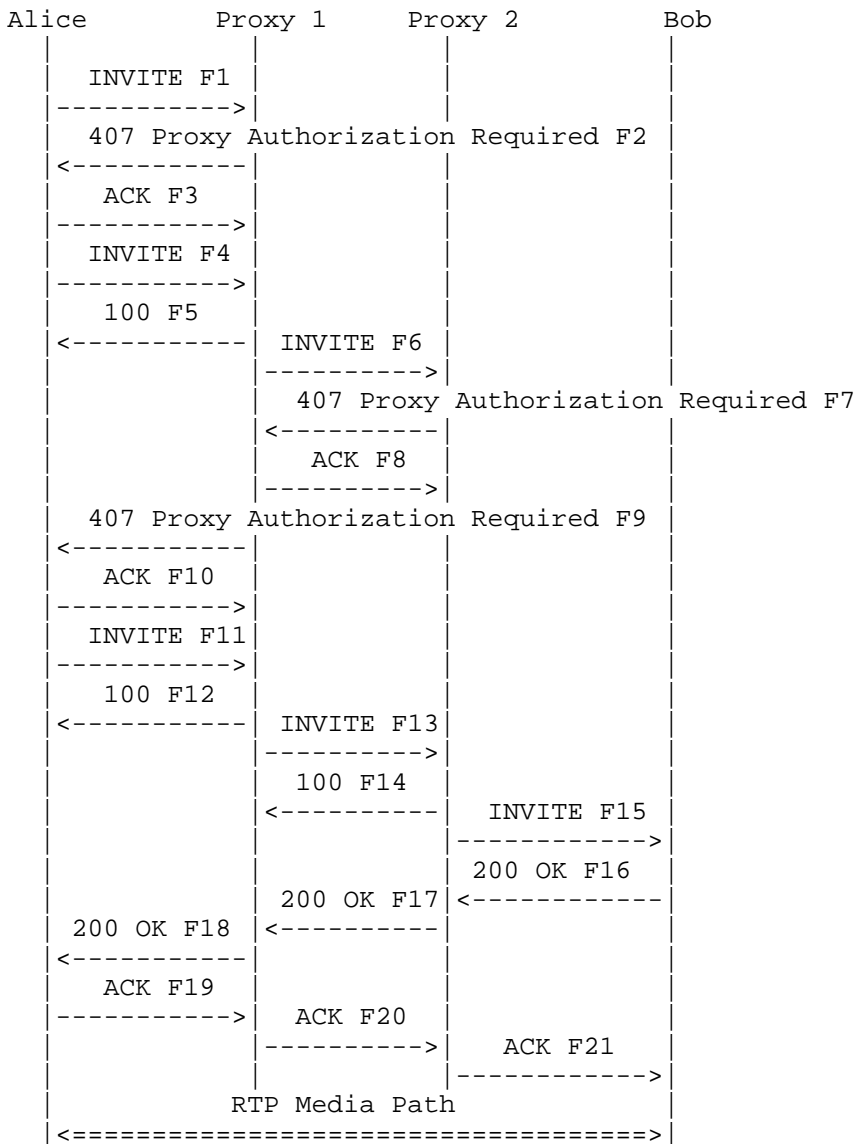 Alice Proxy 1 Proxy 2 Bob
INVITE F1
407 Proxy Authorization Required F2
ACK F3
INVITE F4
100 F5
INVITE F6
407 Proxy Authorization Required F7
ACK F8
407 Proxy Authorization Required F9
ACK F10
INVITE F11
100 F12
INVITE F13
100 F14
INVITE F15
200 OK F16
200 OK F17
200 OK F18
ACK F19
ACK F20
ACK F21
RTP Media Path